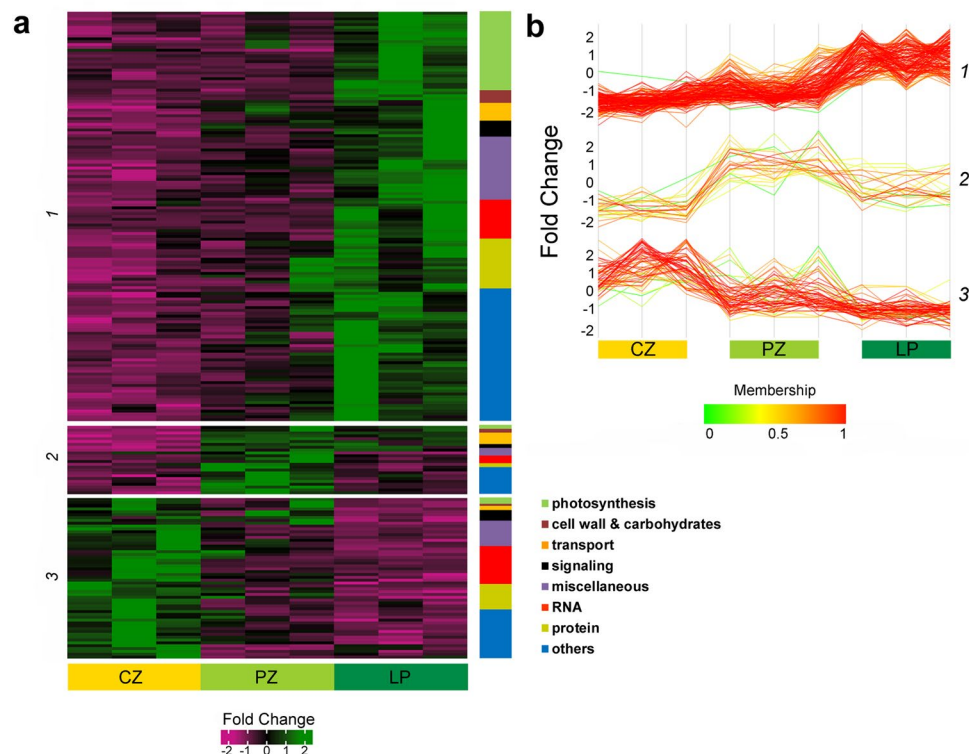 a
1
2
3
CZ PZ LP
Fold Change
-2 -1 0 1 2
b
Fold Change
2
1
0
-1
-2
1
2
1
0
-1
-2
2
2
1
0
-1
-2
3
CZ PZ LP
Membership
0 0.5 1
photosynthesis
cell wall & carbohydrates
transport
signaling
miscellaneous
RNA
protein
others